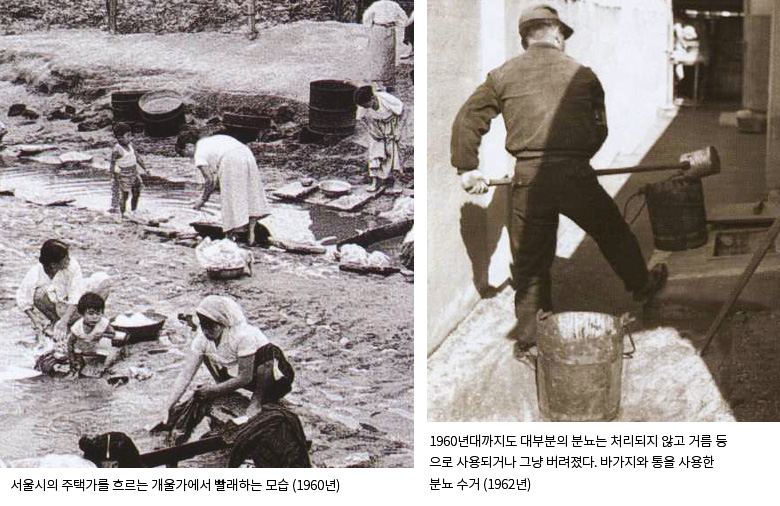 서울시의 주택가를 흐르는 개울가에서 빨래하는 모습 (1960년)
1960년대까지도 대부분의 분뇨는 처리되지 않고 거름 등
으로 사용되거나 그냥 버려졌다. 바가지와 통을 사용한
분뇨 수거 (1962년)